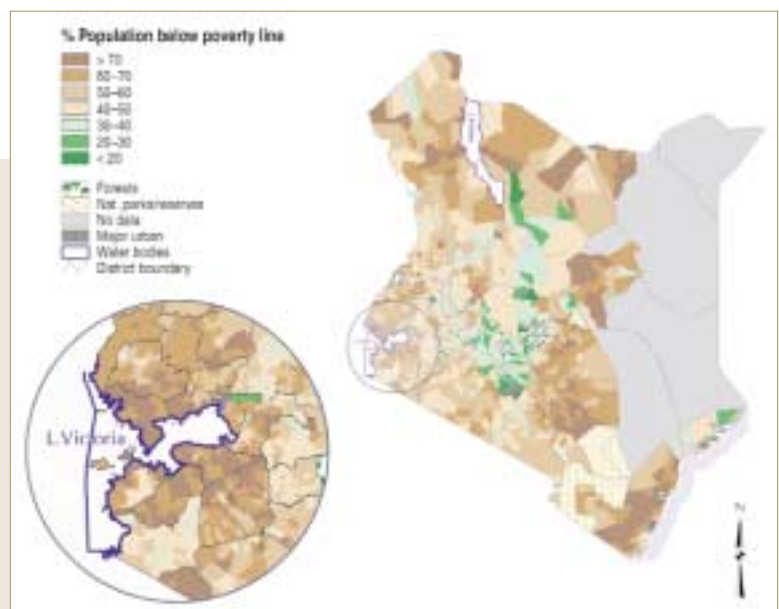 % Population below poverty line
> 70
60–70
50–60
40–50
30–40
20–30
< 20
Forests
Nat. parks/reserves
No data
Major urban
Water bodies
District boundary
L.Victoria
N